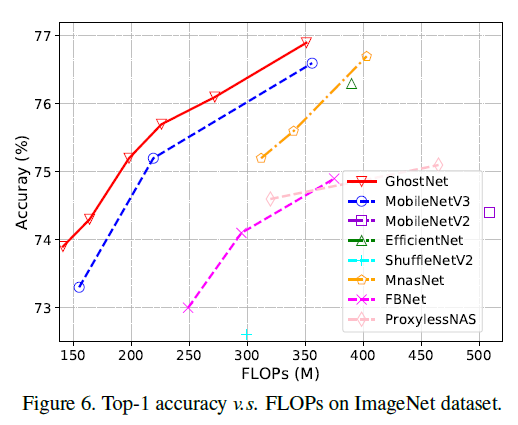 77
76
75
74
73
Accuray (%)
150 200 250 300 350 400 450 500
FLOPs (M)
GhostNet
MobileNetV3
MobileNetV2
EfficientNet
ShuffleNetV2
MnasNet
FBNet
ProxylessNAS
Figure 6. Top-1 accuracy v.s. FLOPs on ImageNet dataset.